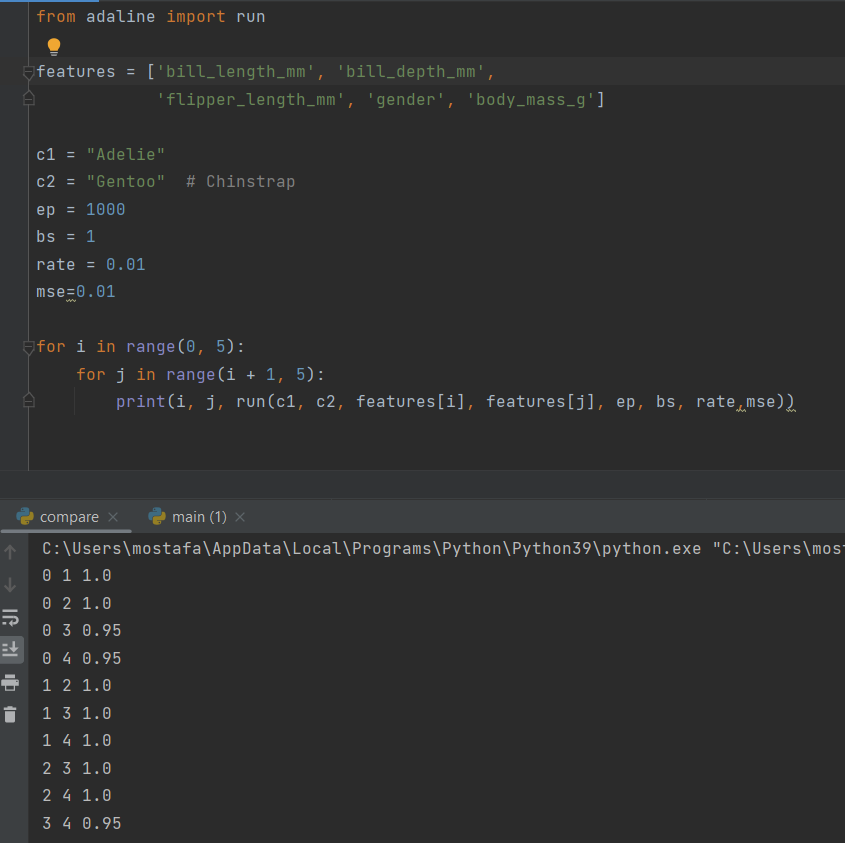 from adaline import run
features = ['bill_length_mm', 'bill_depth_mm',
'flipper_length_mm', 'gender', 'body_mass_g']
c1 = "Adelie"
c2 = "Gentoo"  # Chinstrap
ep = 1000
bs = 1
rate = 0.01
mse=0.01
for i in range(0, 5):
for j in range(i + 1, 5):
print(i, j, run(c1, c2, features[i], features[j], ep, bs, rate,mse))
compare × main (1) ×
C:\Users\mostafa\AppData\Local\Programs\Python\Python39\python.exe "C:\Users\most
0 1 1.0
0 2 1.0
0 3 0.95
0 4 0.95
1 2 1.0
1 3 1.0
1 4 1.0
2 3 1.0
2 4 1.0
3 4 0.95